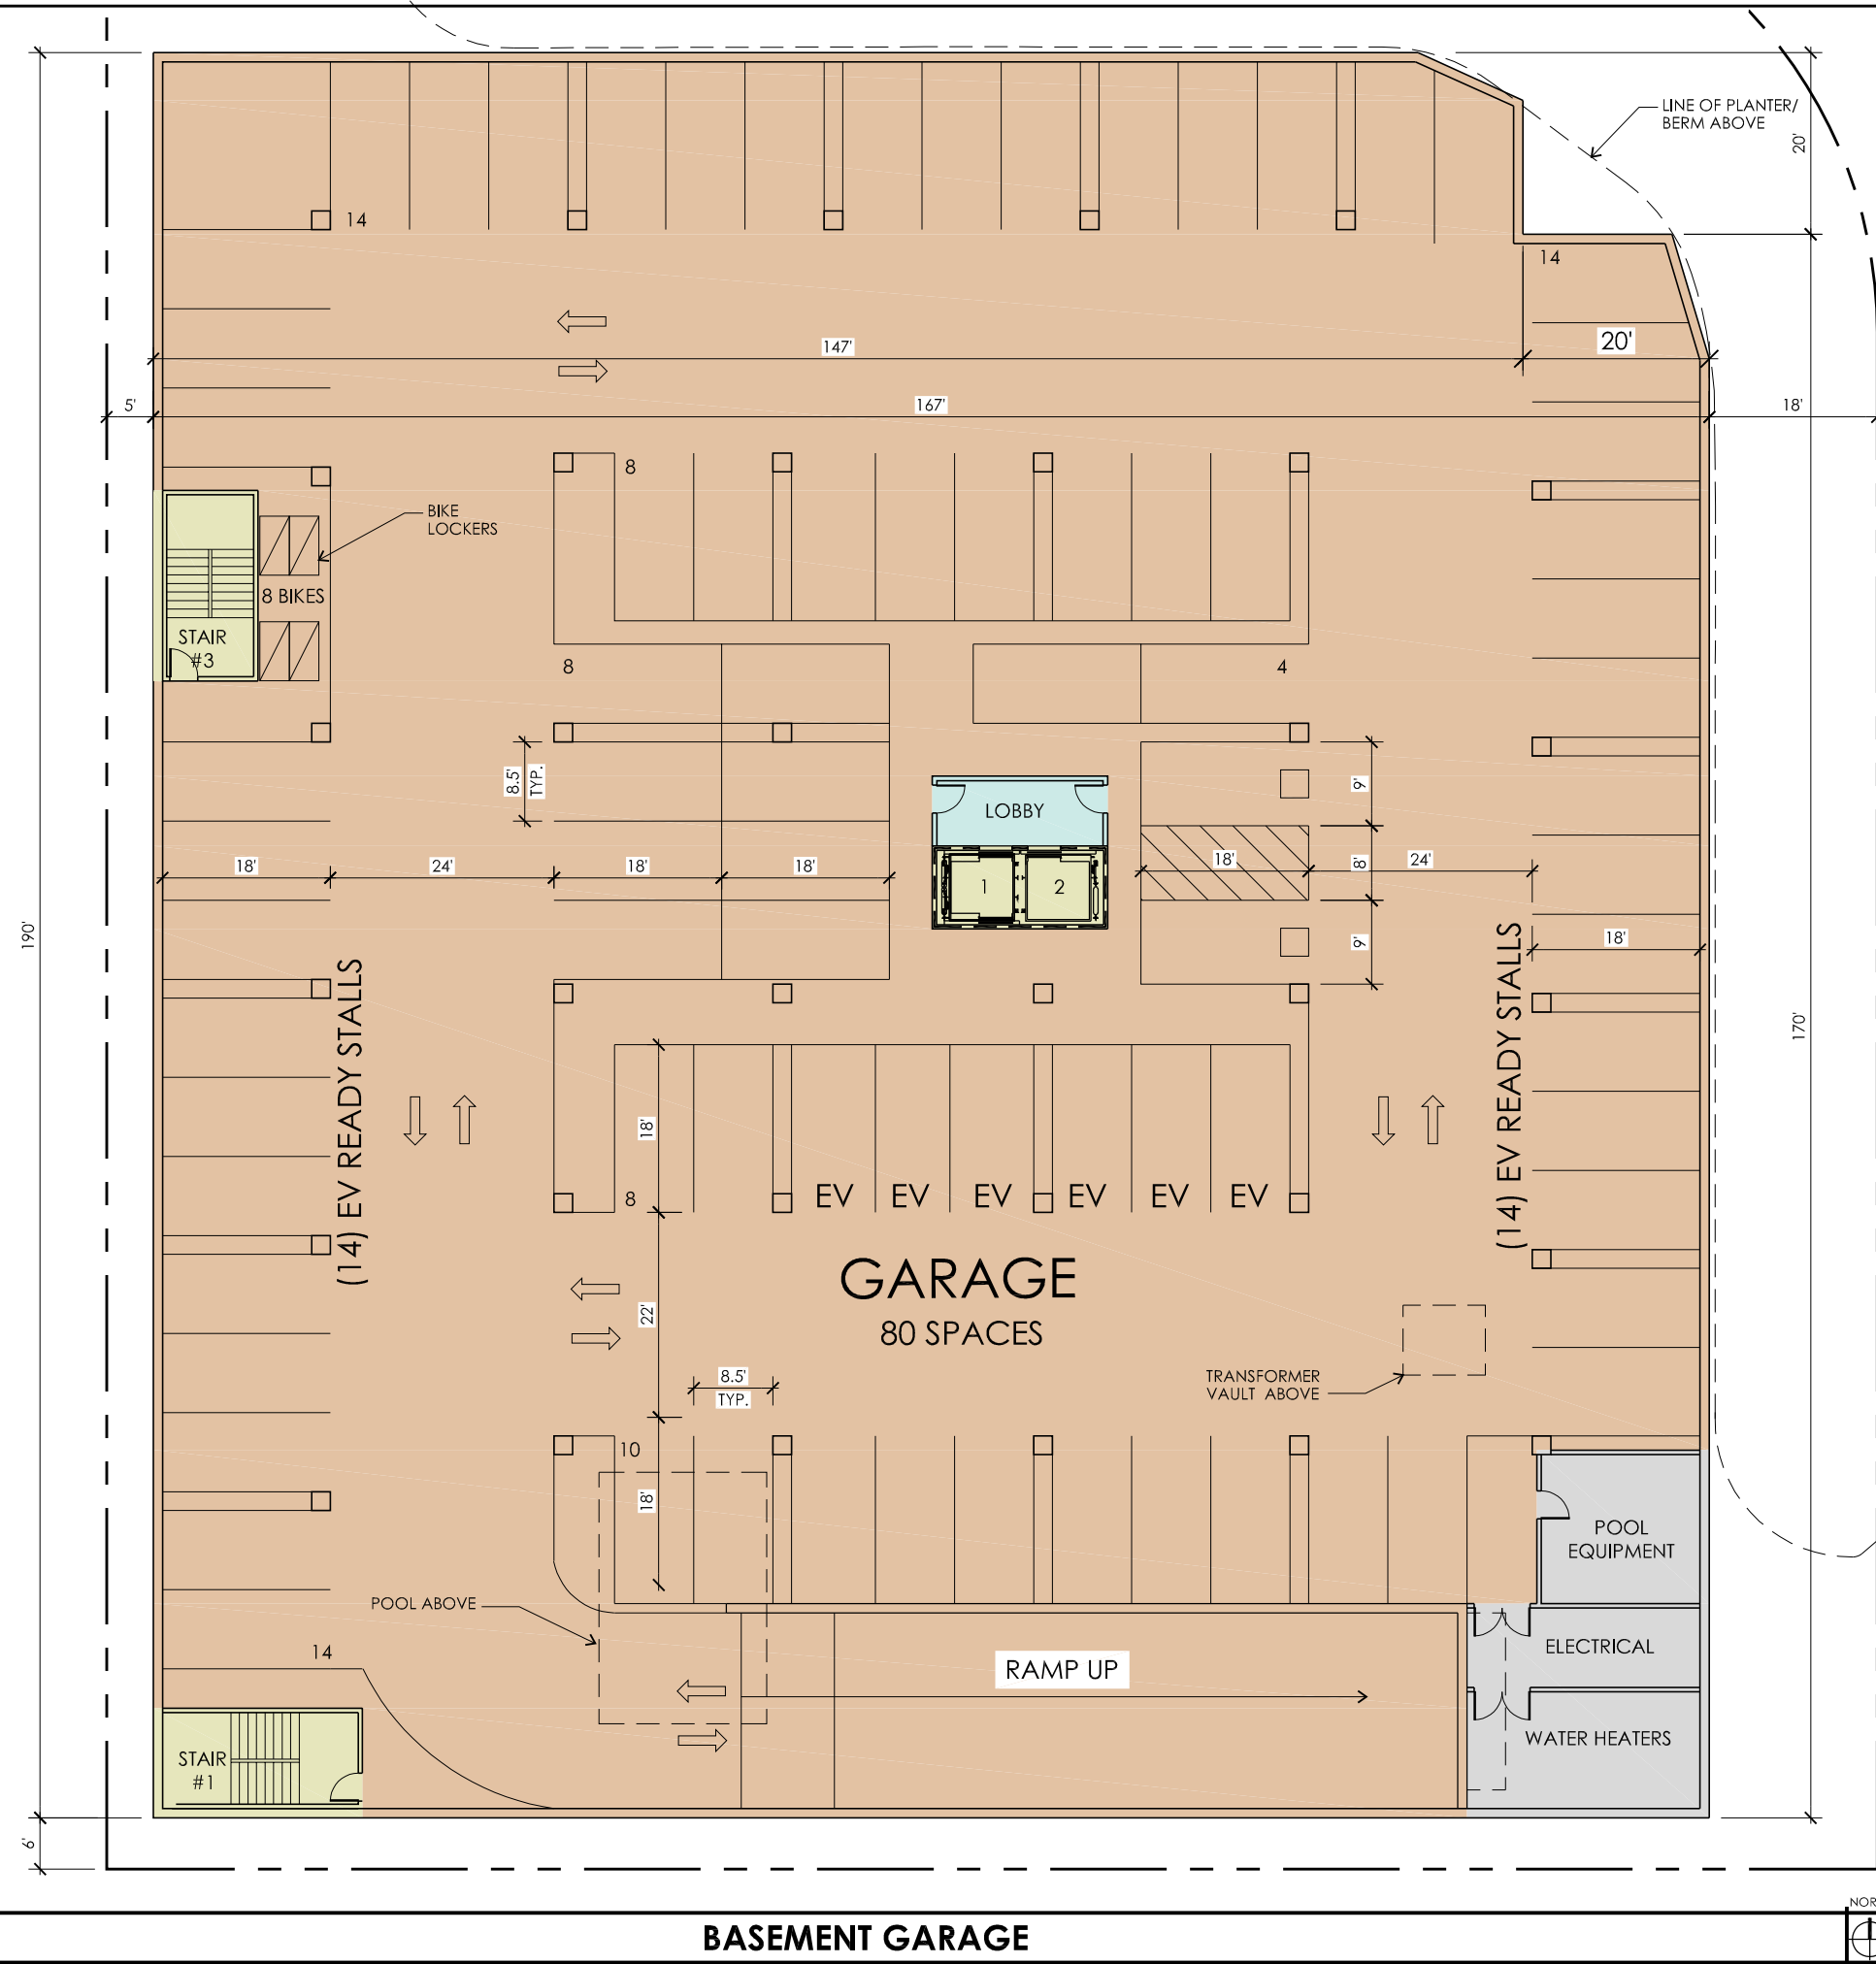 LINE OF PLANTER/
BERM ABOVE
20'
14
14
147'
20'
5'
167'
18'
8
BIKE
LOCKERS
8 BIKES
STAIR
#3
8
4
8.5'
TYP.
9'
LOBBY
18'
24'
18'
18'
1
2
18'
8'
24'
9'
18'
190'
170'
(14) EV READY STALLS
(14) EV READY STALLS
18'
8
EV EV EV EV EV EV
GARAGE
80 SPACES
22'
8.5'
TYP.
TRANSFORMER
VAULT ABOVE
10
18'
POOL
EQUIPMENT
POOL ABOVE
14
ELECTRICAL
RAMP UP
WATER HEATERS
STAIR
#1
6'
NOR
BASEMENT GARAGE